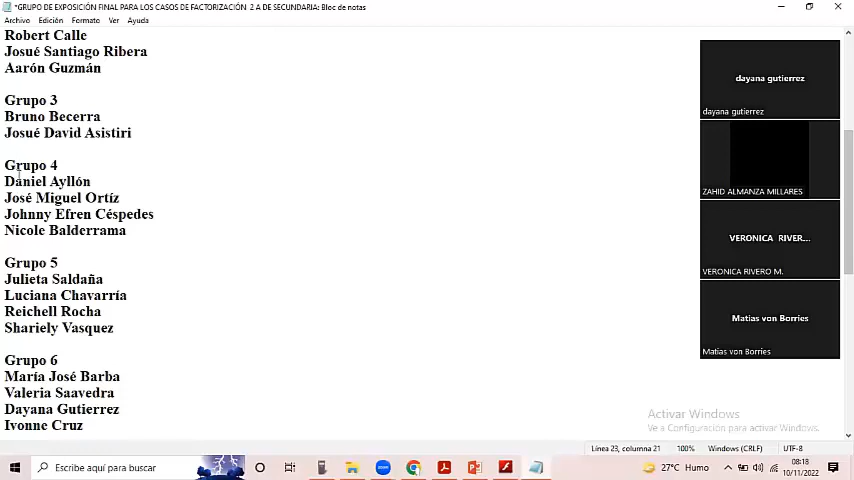 *GRUPO DE EXPOSICIÓN FINAL PARA LOS CASOS DE FACTORIZACIÓN 2 A DE SECUNDARIA: Bloc de notas
Archivo Edición Formato Ver Ayuda
Robert Calle
Josué Santiago Ribera
Aarón Guzmán
Grupo 3
Bruno Becerra
Josué David Asistiri
Grupo 4
Daniel Ayllón
José Miguel Ortíz
Johnny Efren Céspedes
Nicole Balderrama
Grupo 5
Julieta Saldaña
Luciana Chavarría
Reichell Rocha
Shariely Vasquez
Grupo 6
María José Barba
Valeria Saavedra
Dayana Gutierrez
Ivonne Cruz
dayana gutierrez
dayana gutierrez
ZAHID ALMANZA MILLARES
VERONICA RIVER...
VERONICA RIVERO M.
Matias von Borries
Matias von Borries
Activar Windows
Ve a Configuración para activar Windows.
Línea 23, columna 21 100% Windows (CRLF) UTF-8
Escribe aquí para buscar
27°C Humo
08:18
10/11/2022